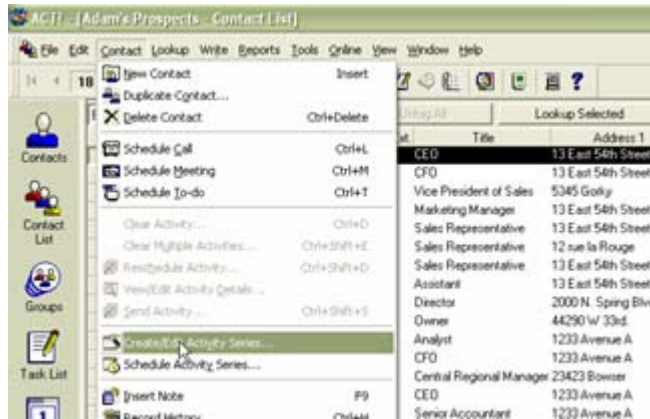 ACT! - [Adam's Prospects - Contact List]
File Edit Contact Lookup Write Reports Tools Online View Window Help
18
New Contact Insert
Duplicate Contact...
Delete Contact Ctrl+Delete
Schedule Call Ctrl+L
Schedule Meeting Ctrl+M
Schedule To-do Ctrl+T
Clear Activity... Ctrl+D
Clear Multiple Activities... Ctrl+Shift+E
Reschedule Activity... Ctrl+Shift+D
View/Edit Activity Details...
Send Activity... Ctrl+Shift+S
Create/Edit Activity Series...
Schedule Activity Series...
Insert Note F9
Record History Ctrl+H
Contacts
Contact
List
Groups
Task List
1
Untag All Lookup Selected
Title Address 1
CEO 13 East 54th Street
CFO 13 East 54th Street
Vice President of Sales 5345 Gorky
Marketing Manager 13 East 54th Street
Sales Representative 13 East 54th Street
Sales Representative 12 rue la Rouge
Sales Representative 13 East 54th Street
Assistant 13 East 54th Street
Director 2000 N. Spring Blv
Owner 44290 W 33rd.
Analyst 1233 Avenue A
CFO 1233 Avenue A
Central Regional Manager 23423 Bowser
CEO 1233 Avenue A
Senior Accountant 1233 Avenue A